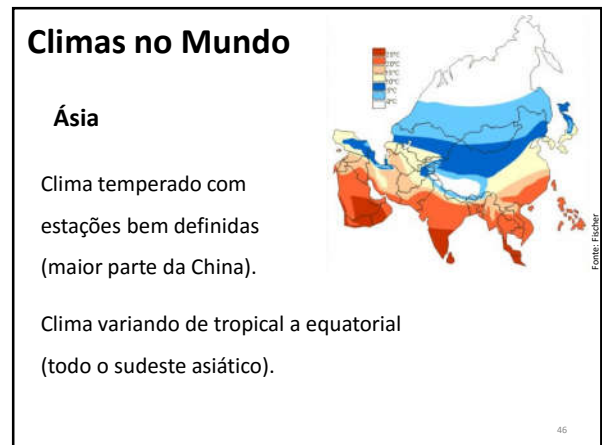 Climas no Mundo
Ásia
Clima temperado com
estações bem definidas
(maior parte da China).
Clima variando de tropical a equatorial
(todo o sudeste asiático).
Fonte: Fischer
46